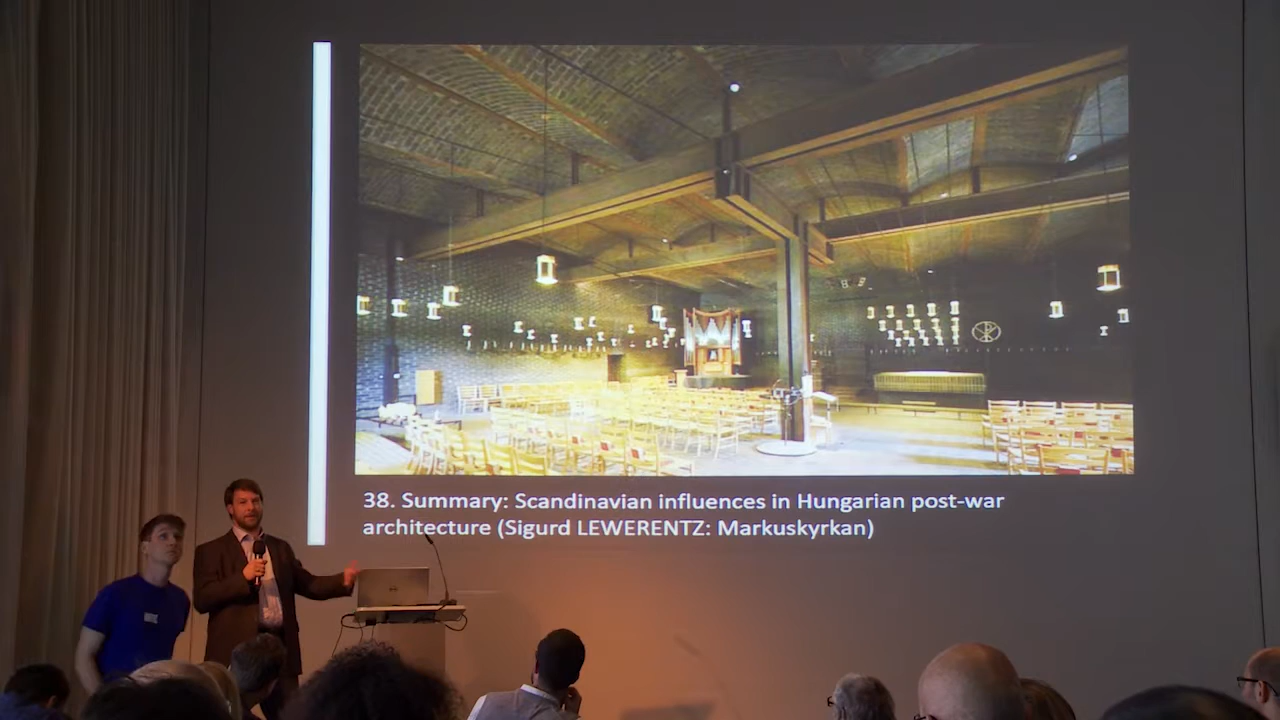 38. Summary: Scandinavian influences in Hungarian post-war
architecture (Sigurd LEWERENTZ: Markuskyrkan)